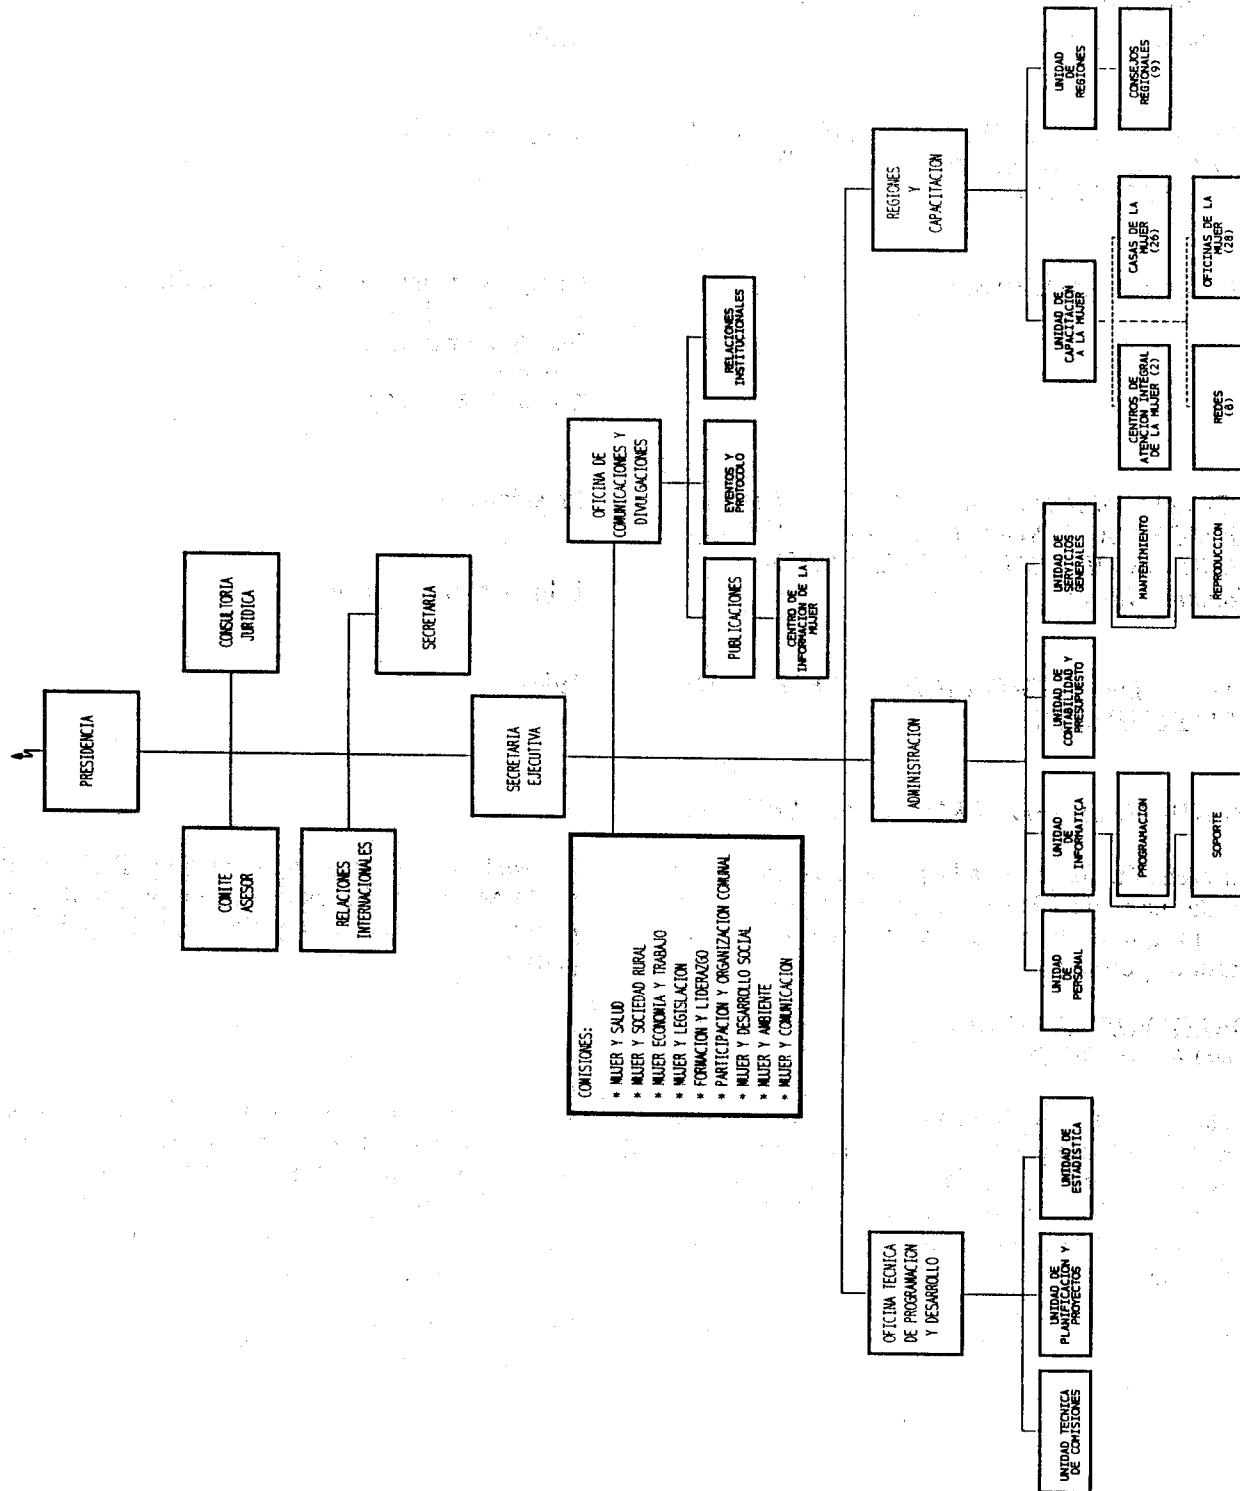 PRESIDENCIA
COMITE
ASESOR
CONSULTORIA
JURIDICA
RELACIONES
INTERNACIONALES
SECRETARIA
SECRETARIA
EJECUTIVA
COMISIONES:
* MUJER Y SALUD
* MUJER Y SOCIEDAD RURAL
* MUJER ECONOMIA Y TRABAJO
* MUJER Y LEGISLACION
* FORMACION Y LIDERAZGO
* PARTICIPACION Y ORGANIZACION COMUNAL
* MUJER Y DESARROLLO SOCIAL
* MUJER Y AMBIENTE
* MUJER Y COMUNICACION
OFICINA DE
COMUNICACIONES Y
DIVULGACIONES
PUBLICACIONES
EVENTOS Y
PROTOCOLO
RELACIONES
INSTITUCIONALES
CENTRO DE
INFORMACION DE LA
MUJER
OFICINA TECNICA
DE PROGRAMACION
Y DESARROLLO
ADMINISTRACION
REGIONES
Y
CAPACITACION
UNIDAD TECNICA
DE COMISIONES
UNIDAD DE
PLANIFICACION Y
PROYECTOS
UNIDAD DE
ESTADISTICA
UNIDAD
DE
PERSONAL
UNIDAD
DE
INFORMATICA
UNIDAD DE
CONTABILIDAD Y
PRESUPUESTO
UNIDAD DE
SERVICIOS
GENERALES
UNIDAD DE
CAPACITACION
A LA MUJER
UNIDAD
DE
REGIONES
PROGRAMACION
MANTENIMIENTO
CENTROS DE
ATENCION INTEGRAL
DE LA MUJER (2)
CASAS DE LA
MUJER
(26)
CONSEJOS
REGIONALES
(9)
SOPORTE
REPRODUCCION
REDES
(8)
OFICINAS DE LA
MUJER
(28)